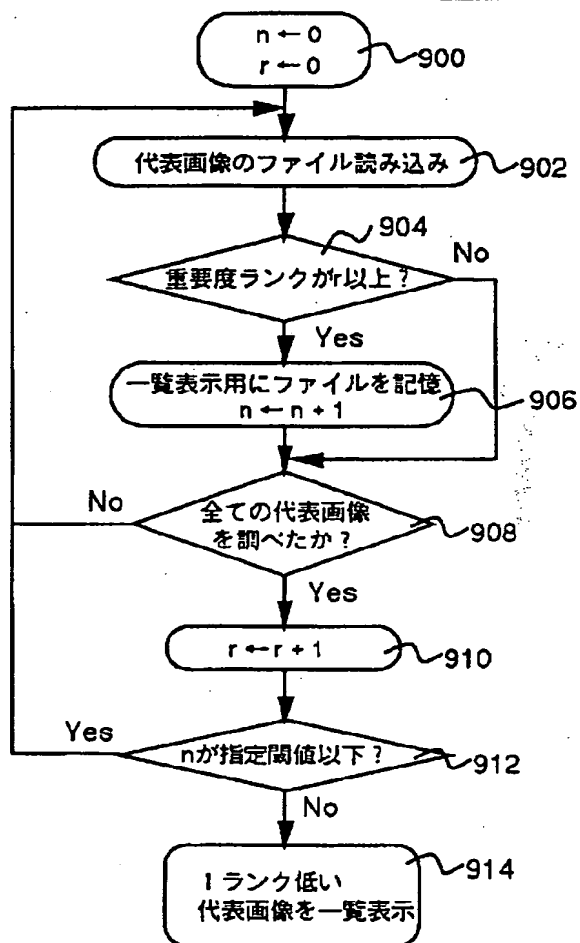 n ← 0
r ← 0
900
代表画像のファイル読み込み
902
904
重要度ランクがr以上？
No
Yes
一覧表示用にファイルを記憶
n ← n + 1
906
全ての代表画像
を調べたか？
908
No
Yes
r ← r + 1
910
nが指定閾値以下？
912
Yes
No
914
1 ランク低い
代表画像を一覧表示